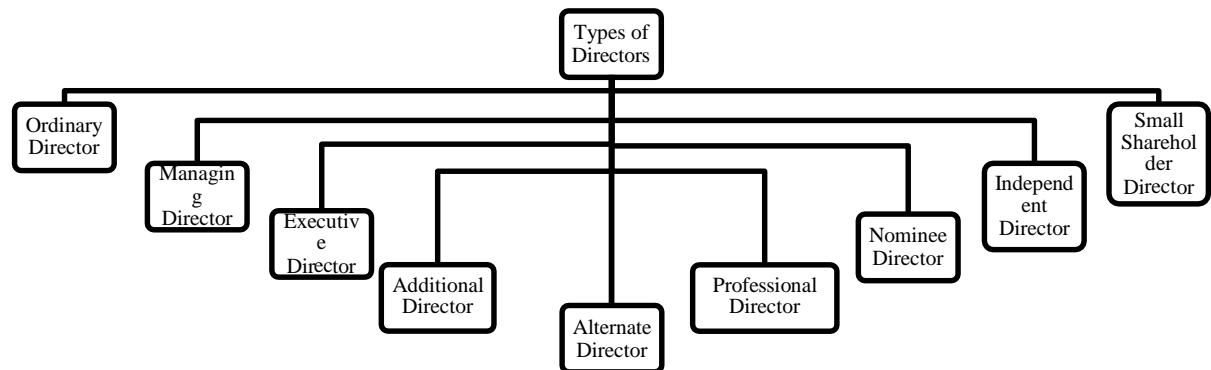 Types of
Directors
Ordinary
Director
Managin
g
Director
Executiv
e
Director
Additional
Director
Alternate
Director
Professional
Director
Nominee
Director
Independ
ent
Director
Small
Sharehol
der
Director